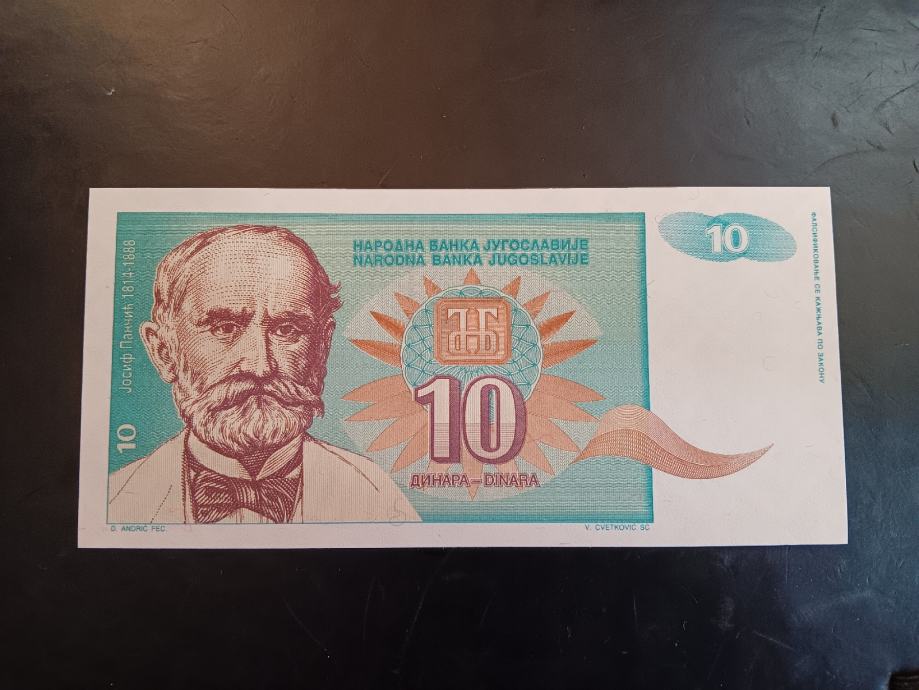 НАРОДНА БАНКА ЈУГОСЛАВИЈЕ
NARODNA BANKA JUGOSLAVIJE
10
ЈОСИФ ПАНЧИЋ 1814-1888
10
10
ДИНАРА—DINARA
D. ANDRIĆ FEC.
V. CVETKOVIĆ SC
ФАЛСИФИКОВАЊЕ СЕ КАЖЊАВА ПО ЗАКОНУ